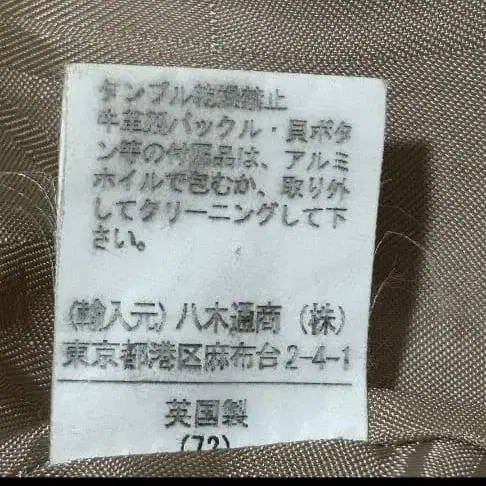 タンブル乾燥禁止
牛革製バックル・貝ボタ
ン等の付属品は、アルミ
ホイルで包むか、取り外
してクリーニングして下
さい。
(輸入元) 八木通商 (株)
東京都港区麻布台2-4-1
英国製
(72)